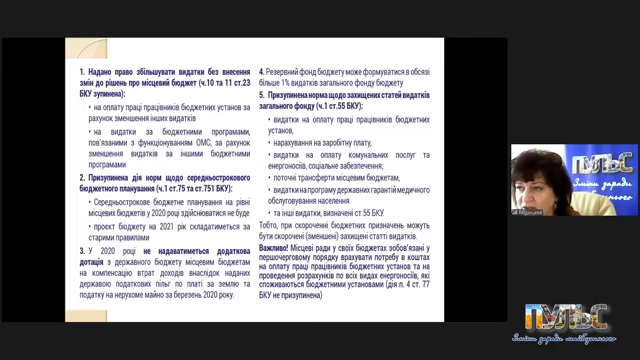 1. Надано право збільшувати видатки без внесення
змін до рішень про місцевий бюджет (ч.10 та 11 ст.23
БКУ зупинена):
• на оплату праці працівників бюджетних установ за
рахунок зменшення інших видатків
• на видатки за бюджетними програмами,
пов'язаними з функціонуванням ОМС, за рахунок
зменшення видатків за іншими бюджетними
програмами
2. Призупинена дія норм щодо середньострокового
бюджетного планування (ч.1 ст.75 та ст.751 БКУ):
• Середньострокове бюджетне планування на рівні
місцевих бюджетів у 2020 році здійснюватися не буде
• проєкт бюджету на 2021 рік складатиметься за
старими правилами
3. У 2020 році не надаватиметься додаткова
дотація з державного бюджету місцевим бюджетам
на компенсацію втрат доходів внаслідок наданих
державою податкових пільг по платі за землю та
податку на нерухоме майно за березень 2020 року.
4. Резервний фонд бюджету може формуватися в обсязі
більше 1% видатків загального фонду бюджету
5. Призупинена норма щодо захищених статей видатків
загального фонду (ч.1 ст.55 БКУ):
• видатки на оплату праці працівників бюджетних
установ,
• нарахування на заробітну плату,
• видатки на оплату комунальних послуг та
енергоносіїв, соціальне забезпечення;
• поточні трансферти місцевим бюджетам,
• видатки на програму державних гарантій медичного
обслуговування населення
• та інші видатки, визначені ст.55 БКУ.
Тобто, при скороченні бюджетних призначень можуть
бути скорочені (зменшені) захищені статті видатків.
Важливо! Місцеві ради у своїх бюджетах зобов'язані у
першочерговому порядку врахувати потребу в коштах
на оплату праці працівників бюджетних установ та на
проведення розрахунків по всіх видах енергоносіїв, які
споживаються бюджетними установами (дія п. 4 ст. 77
БКУ не призупинена)
ПУЛЬС
Зміни заради
майбутнього
ПУЛЬС
Зміни заради майбутнього